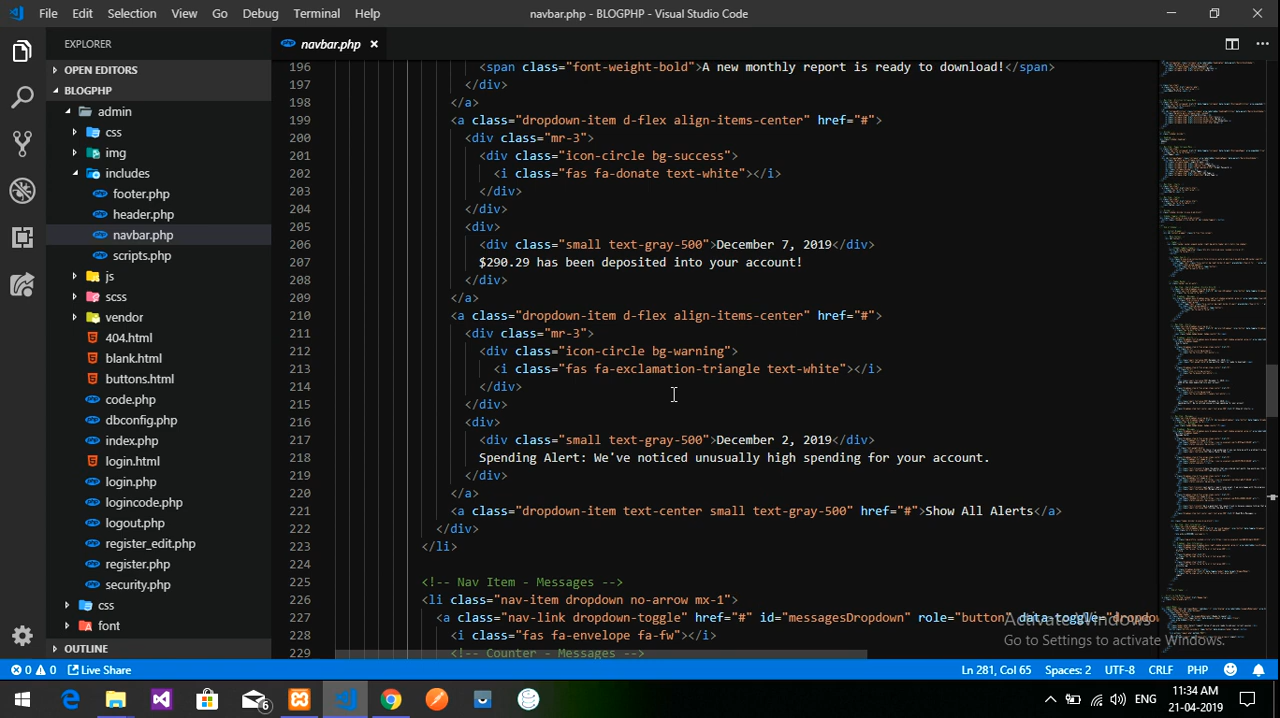 File Edit Selection View Go Debug Terminal Help
navbar.php - BLOGPHP - Visual Studio Code
EXPLORER
OPEN EDITORS
BLOGPHP
admin
css
img
includes
footer.php
header.php
navbar.php
scripts.php
js
scss
vendor
404.html
blank.html
buttons.html
code.php
dbconfig.php
index.php
login.html
login.php
logincode.php
logout.php
register_edit.php
register.php
security.php
css
font
OUTLINE
navbar.php
196 <span class="font-weight-bold">A new monthly report is ready to download!</span>
197 </div>
198 </a>
199 <a class="dropdown-item d-flex align-items-center" href="#">
200 <div class="mr-3">
201 <div class="icon-circle bg-success">
202 <i class="fas fa-donate text-white"></i>
203 </div>
204 </div>
205 <div>
206 <div class="small text-gray-500">December 7, 2019</div>
207 $290.29 has been deposited into your account!
208 </div>
209 </a>
210 <a class="dropdown-item d-flex align-items-center" href="#">
211 <div class="mr-3">
212 <div class="icon-circle bg-warning">
213 <i class="fas fa-exclamation-triangle text-white"></i>
214 </div>
215 </div>
216 <div>
217 <div class="small text-gray-500">December 2, 2019</div>
218 Spending Alert: We've noticed unusually high spending for your account.
219 </div>
220 </a>
221 <a class="dropdown-item text-center small text-gray-500" href="#">Show All Alerts</a>
222 </div>
223 </li>
224
225 <!-- Nav Item - Messages -->
226 <li class="nav-item dropdown no-arrow mx-1">
227 <a class="nav-link dropdown-toggle" href="#" id="messagesDropdown" role="button" data-toggle="dropdo
228 <i class="fas fa-envelope fa-fw"></i>
229 <!-- Counter - Messages -->
Activate Windows
Go to Settings to activate Windows.
0 0 Live Share
Ln 281, Col 65 Spaces: 2 UTF-8 CRLF PHP
6
ENG
11:34 AM
21-04-2019